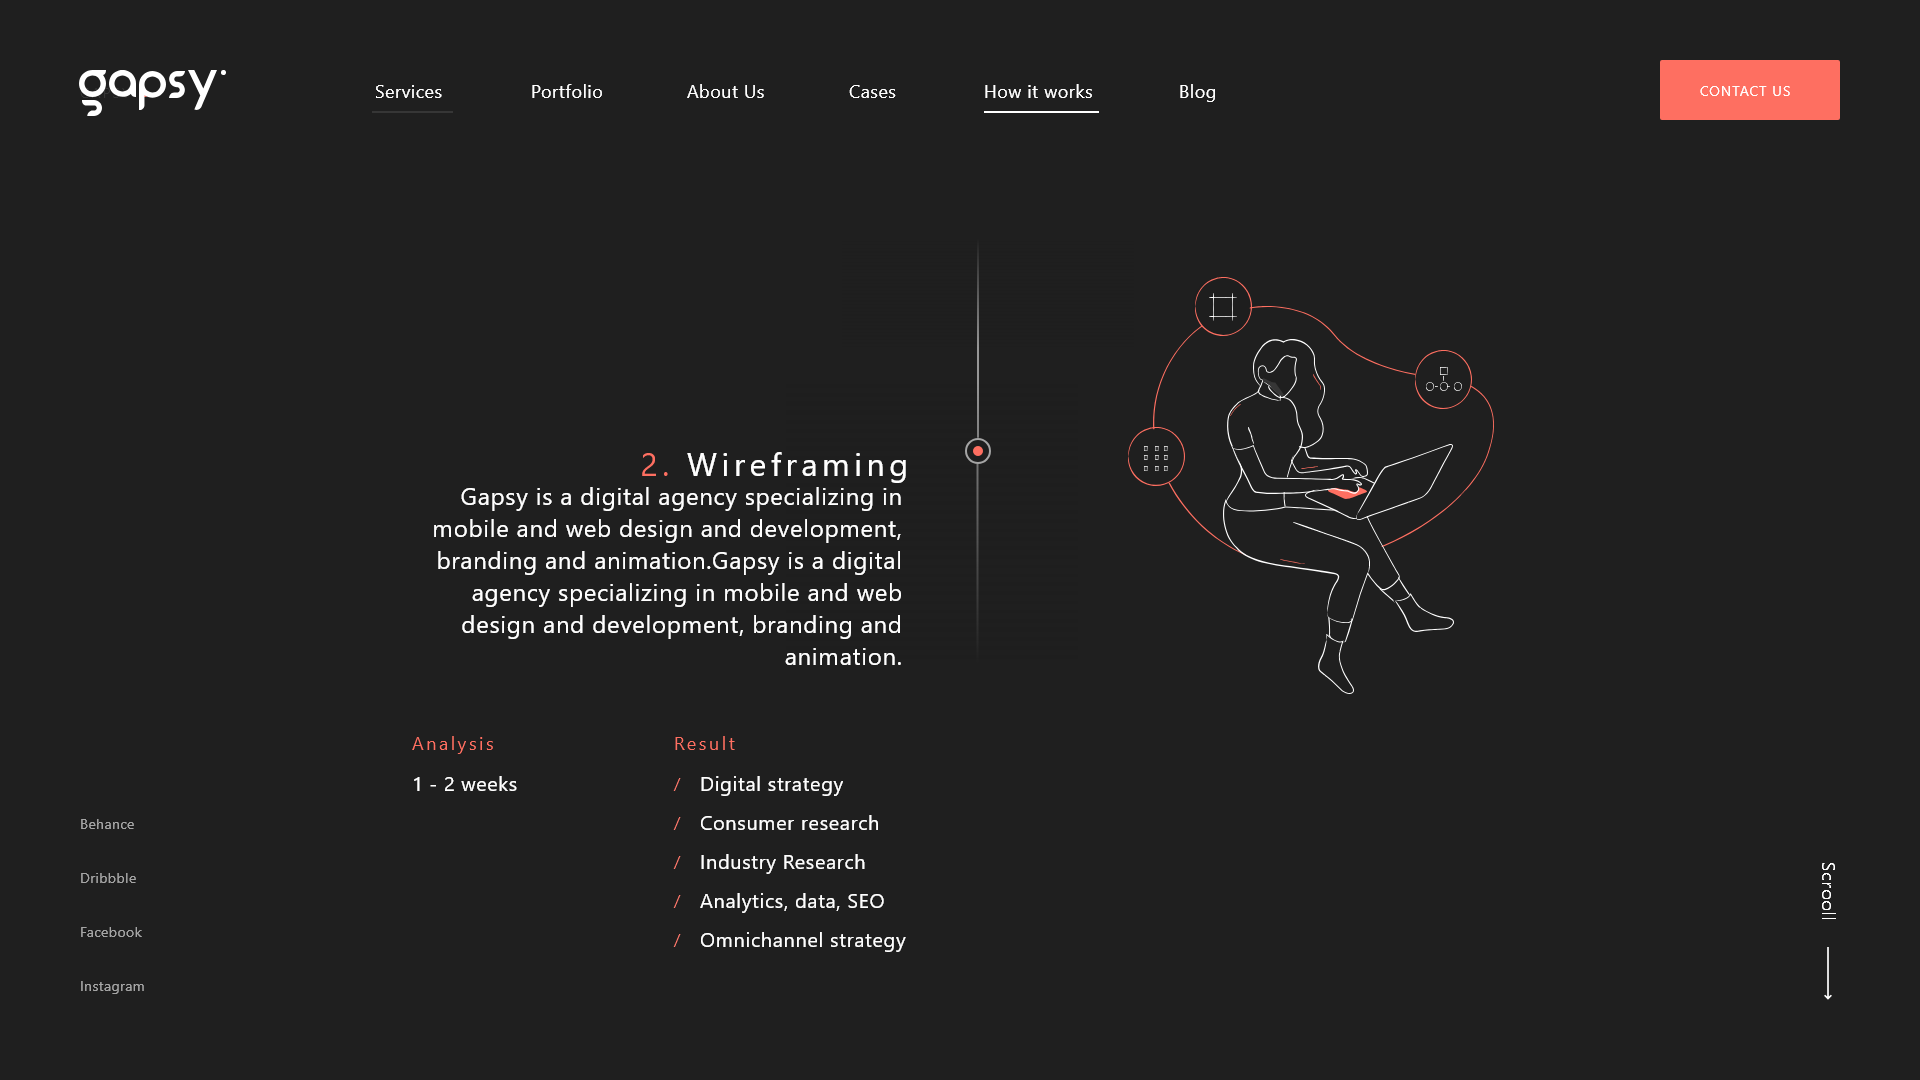 gapsy
Services
Portfolio
About Us
Cases
How it works
Blog
CONTACT US
2. Wireframing
Gapsy is a digital agency specializing in
mobile and web design and development,
branding and animation.Gapsy is a digital
agency specializing in mobile and web
design and development, branding and
animation.
Analysis
1 - 2 weeks
Result
/ Digital strategy
/ Consumer research
/ Industry Research
/ Analytics, data, SEO
/ Omnichannel strategy
Behance
Dribbble
Facebook
Instagram
Scrooll